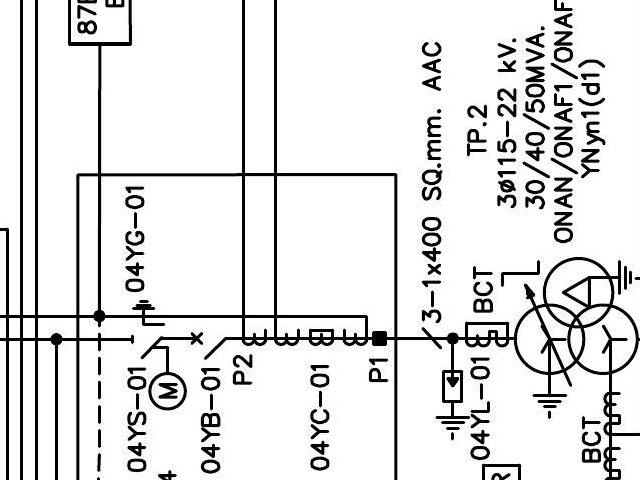 87B
3-1x400 SQ.mm. AAC
TP.2
3ø115-22 kV.
30/40/50MVA.
ONAN/ONAF1/ONAF
YNyn1(d1)
04YG-01
BCT
04YS-01
M
04YB-01
P2
04YC-01
P1
04YL-01
BCT
R